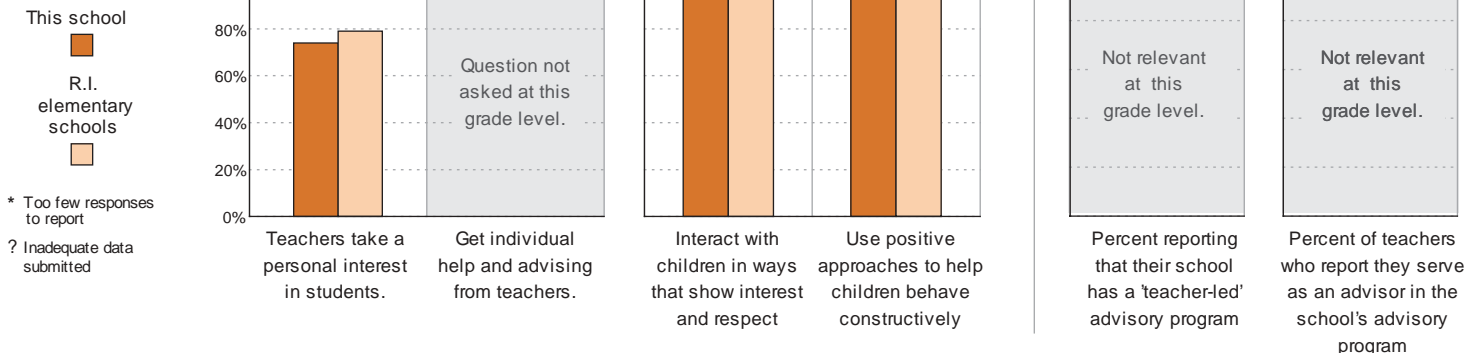 This school
R.I.
elementary
schools
* Too few responses
to report
? Inadequate data
submitted
80%
60%
40%
20%
0%
Question not
asked at this
grade level.
Teachers take a
personal interest
in students.
Get individual
help and advising
from teachers.
Interact with
children in ways
that show interest
and respect
Use positive
approaches to help
children behave
constructively
Not relevant
at this
grade level.
Percent reporting
that their school
has a 'teacher-led'
advisory program
Not relevant
at this
grade level.
Percent of teachers
who report they serve
as an advisor in the
school's advisory
program